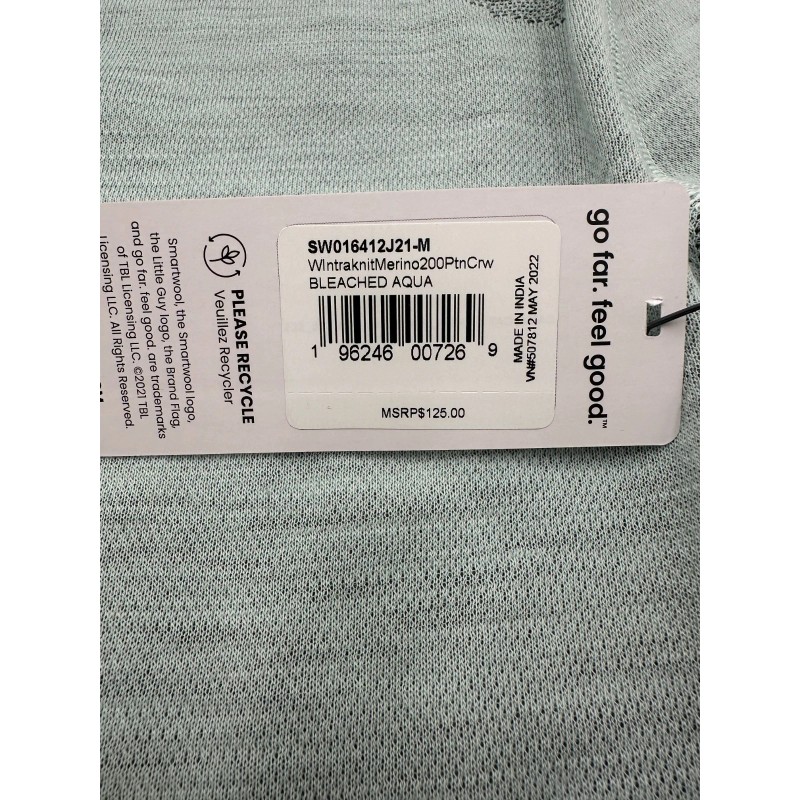 SW016412J21-M
WIntraknitMerino200PtnCrw
BLEACHED AQUA
1 96246 00726 9
MSRP$125.00
MADE IN INDIA
VN#507812 MAY 2022
go far. feel good.™
PLEASE RECYCLE
Veuillez Recycler
Smartwool, the Smartwool logo,
the Little Guy logo, the Brand Flag,
and go far. feel good. are trademarks
of TBL Licensing LLC. ©2021 TBL
Licensing LLC. All Rights Reserved.